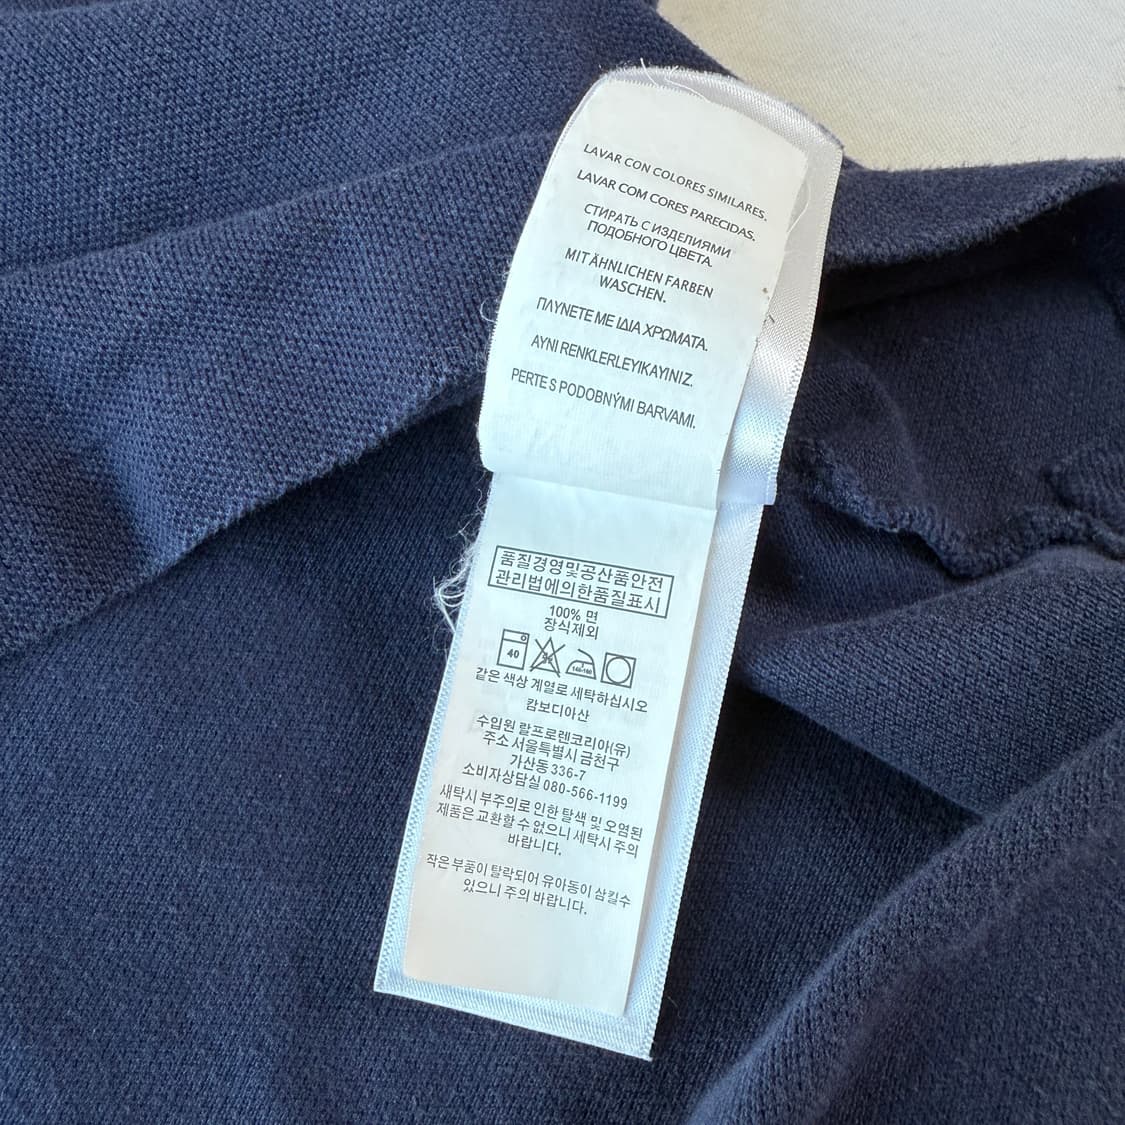 LAVAR CON COLORES SIMILARES.
LAVAR COM CORES PARECIDAS.
СТИРАТЬ С ИЗДЕЛИЯМИ
ПОДОБНОГО ЦВЕТА.
MIT ÄHNLICHEN FARBEN
WASCHEN.
ΠΛYNETE ME IΔIA XPΩMATA.
AYNI RENKLERLEYIKAYINIZ.
PERTE S PODOBNÝMI BARVAMI.
품질경영및공산품안전
관리법에의한품질표시
100% 면
장식제외
40
140-160
같은 색상 계열로 세탁하십시오
캄보디아산
수입원 랄프로렌코리아(유)
주소 서울특별시 금천구
가산동 336-7
소비자상담실 080-566-1199
새탁시 부주의로 인한 탈색 및 오염된
제품은 교환할 수 없으니 세탁시 주의
바랍니다.
작은 부품이 탈락되어 유아동이 삼킬수
있으니 주의 바랍니다.